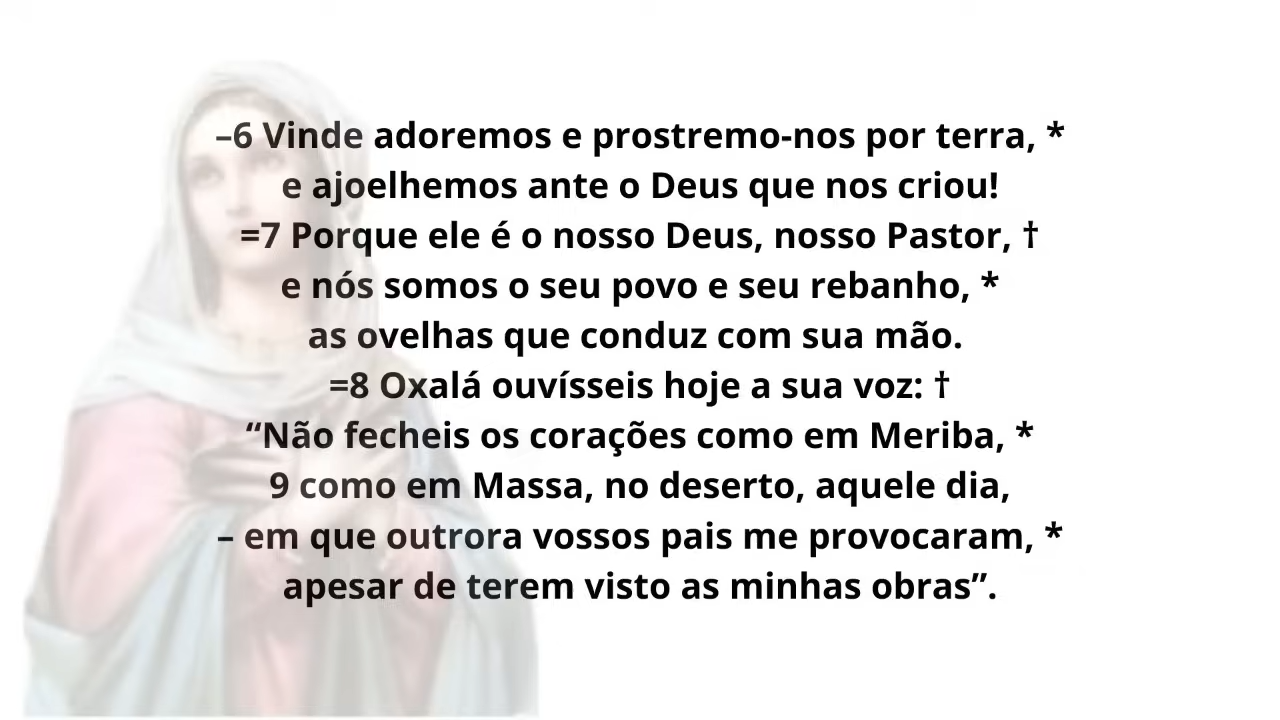 –6 Vinde adoremos e prostremo-nos por terra, *
e ajoelhemos ante o Deus que nos criou!
=7 Porque ele é o nosso Deus, nosso Pastor, †
e nós somos o seu povo e seu rebanho, *
as ovelhas que conduz com sua mão.
=8 Oxalá ouvísseis hoje a sua voz: †
“Não fecheis os corações como em Meriba, *
9 como em Massa, no deserto, aquele dia,
– em que outrora vossos pais me provocaram, *
apesar de terem visto as minhas obras”.